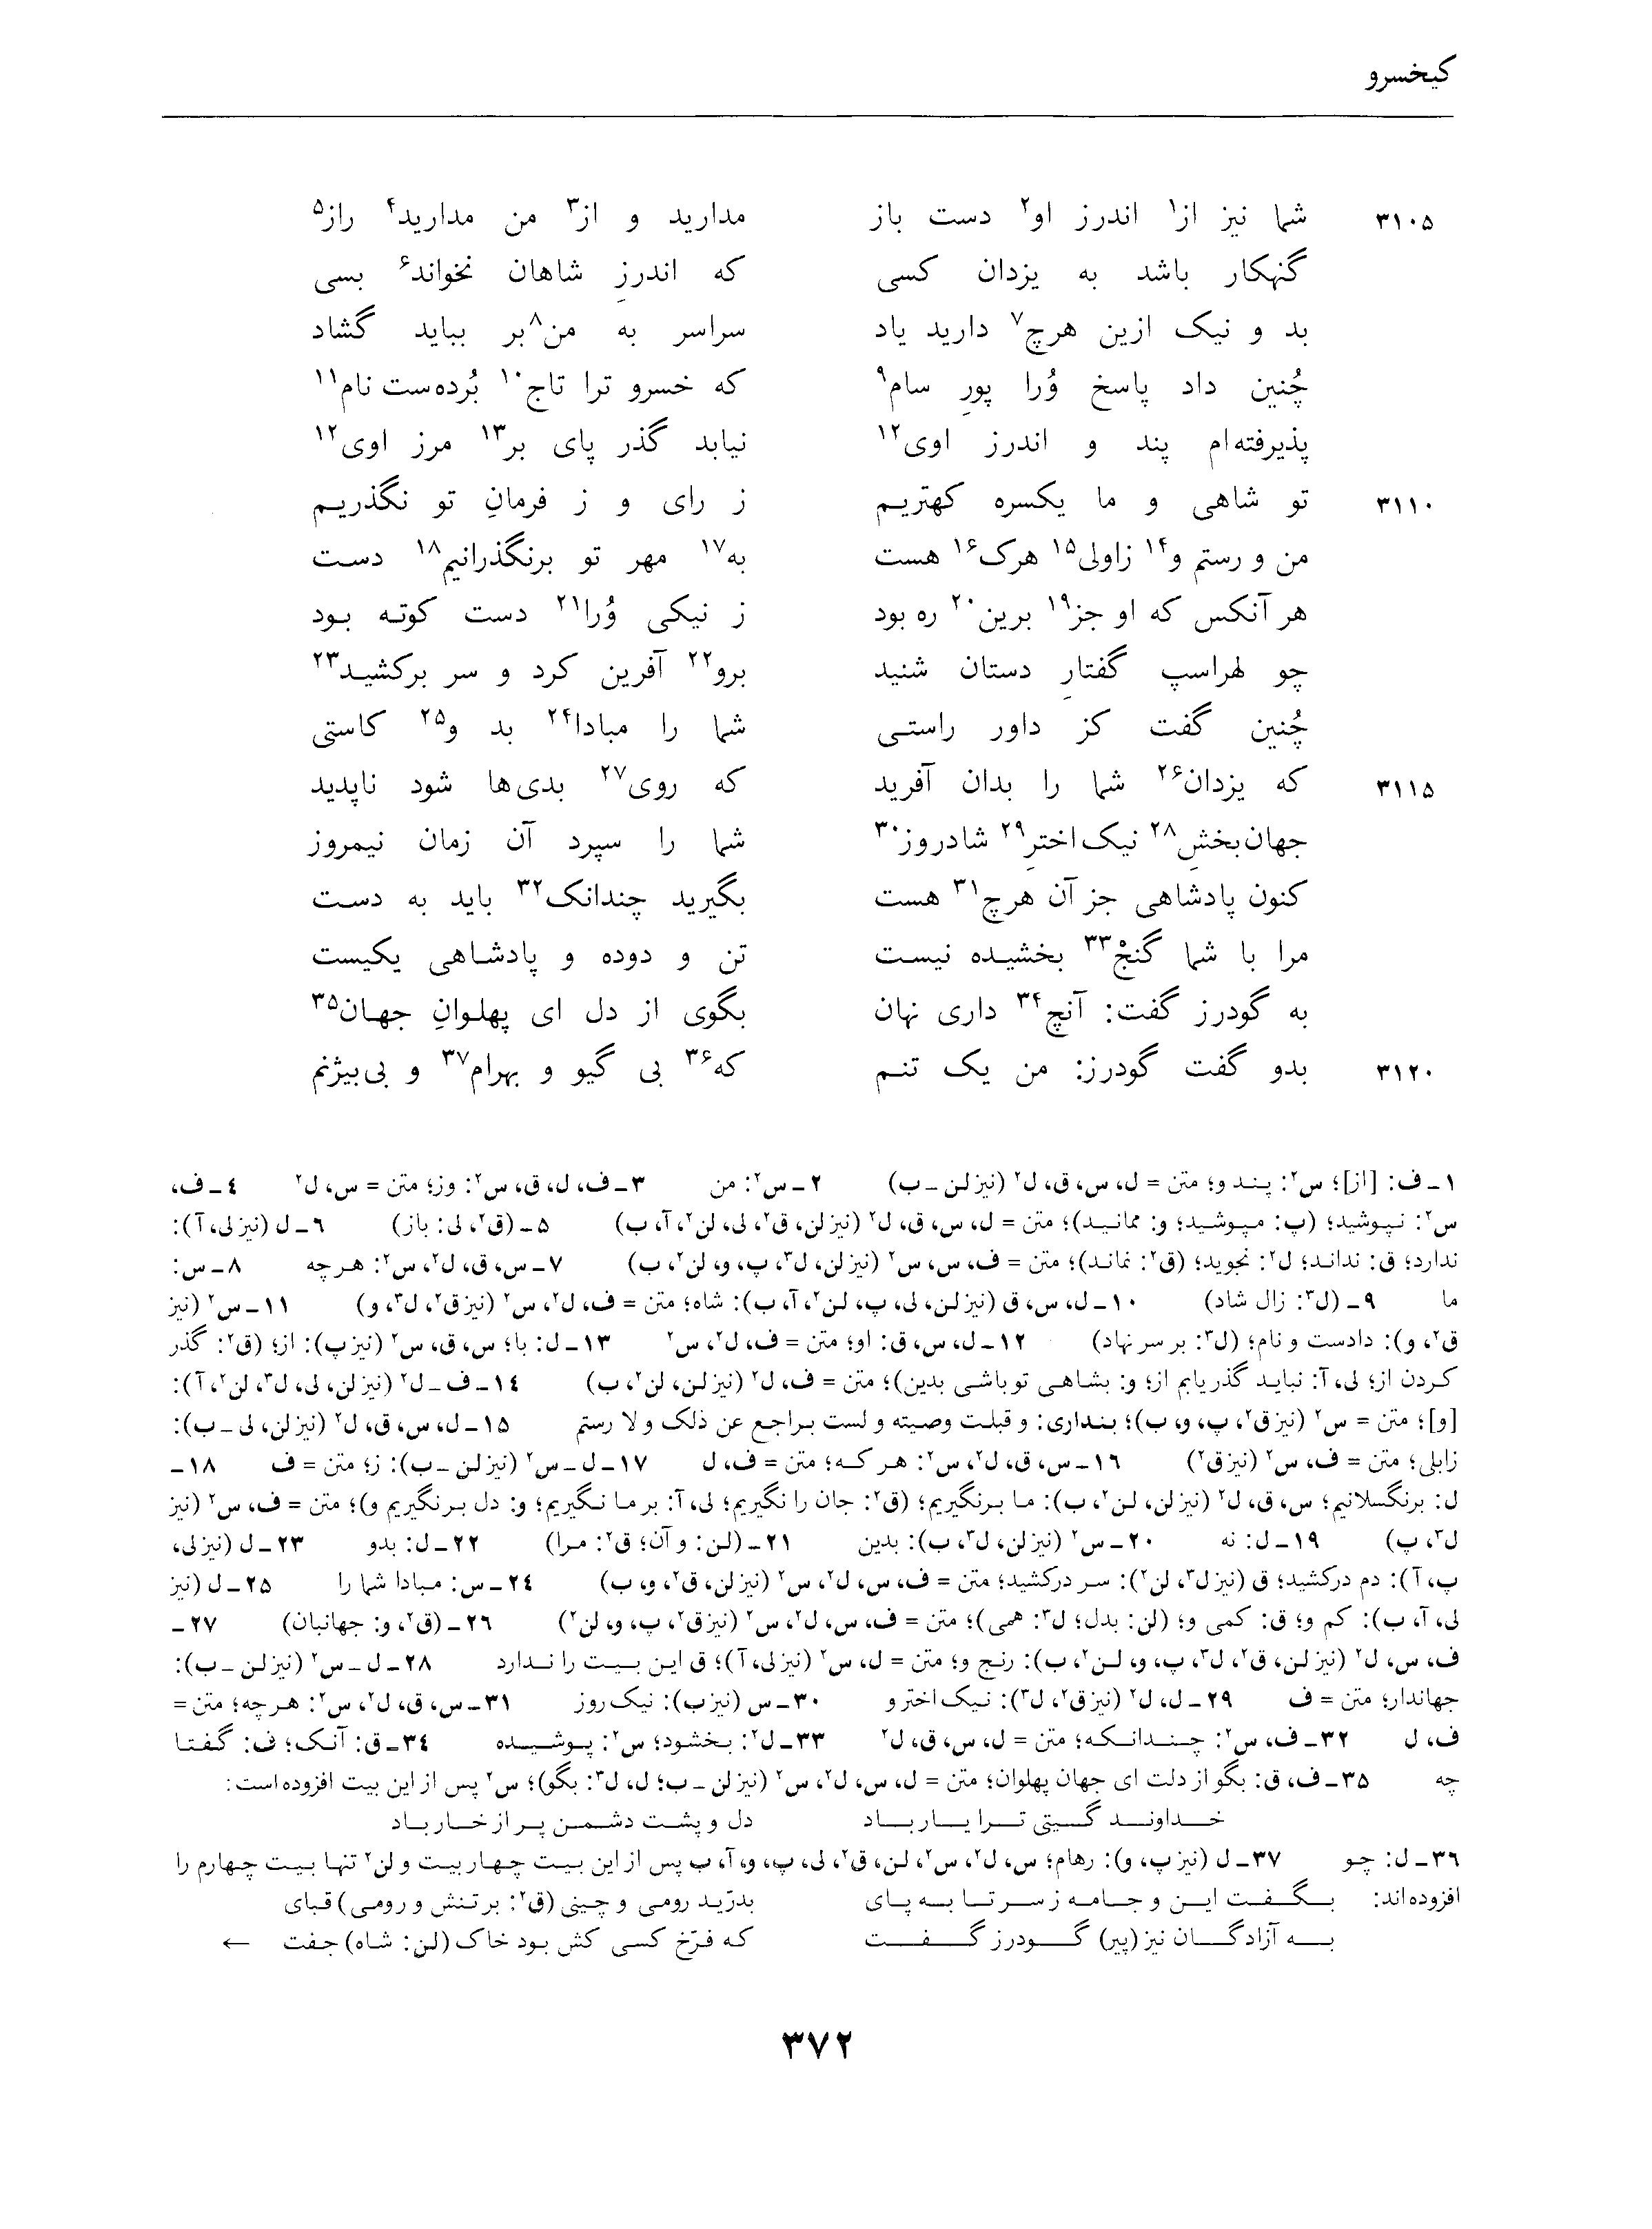 کیخسرو
۳۱۰۵ شما نیز از۱ اندرز او۲ دست باز مدارید و از۳ من مدارید۴ راز۵
گنهکار باشد به یزدان کسی که اندرزِ شاهان نخواند۶ بسی
بد و نیک ازین هرچ۷ دارید یاد سراسر به من۸بر بباید گشاد
چُنین داد پاسخ وُرا پورِ سام۹ که خسرو ترا تاج۱۰ بُرده‌ست نام۱۱
پذیرفته‌ام پند و اندرز اوی۱۲ نیابد گذر پای بر۱۳ مرز اوی۱۲
۳۱۱۰ تو شاهی و ما یکسره کهتریم ز رای و ز فرمانِ تو نگذریم
من و رستم و۱۴ زاولی۱۵ هرک۱۶ هست به۱۷ مهر تو برنگذرانیم۱۸ دست
هر آنکس که او جز۱۹ برین۲۰ ره بود ز نیکی وُرا۲۱ دست کوته بود
چو لهراسپ گفتارِ دستان شنید برو۲۲ آفرین کرد و سر برکشید۲۳
چُنین گفت کز داور راستی شما را مبادا۲۴ بد و۲۵ کاستی
۳۱۱۵ که یزدان۲۶ شما را بدان آفرید که روی۲۷ بدی‌ها شود ناپدید
جهان‌بخشِ۲۸ نیک‌اخترِ۲۹ شادروز۳۰ شما را سپرد آن زمان نیمروز
کنون پادشاهی جز آن هرچ۳۱ هست بگیرید چندانک۳۲ باید به دست
مرا با شما گنجْ۳۳ بخشیده نیست تن و دوده و پادشاهی یکیست
به گودرز گفت: آنچ۳۴ داری نهان بگوی از دل ای پهلوانِ جهان۳۵
۳۱۲۰ بدو گفت گودرز: من یک تنم که۳۶ بی گیو و بهرام۳۷ و بی‌بیژنم
۱ـ ف: [از]؛ س۲: پند و؛ متن = ل، س، ق، ل۲ (نیز لن ـ ب) ۲ـ س۲: من ۳ـ ف، ل، ق، س۲: وز؛ متن = س، ل۲ ۴ـ ف،
س۲: نپوشید؛ (پ: مپوشید؛ و: ممانید)؛ متن = ل، س، ق، ل۲ (نیز لن، ق۲، لی، لن۲، آ، ب) ۵ـ (ق۲، لی: باز) ۶ـ ل (نیز لی، آ):
ندارد؛ ق: نداند؛ ل۲: نجوید؛ (ق۲: نماند)؛ متن = ف، س، س۲ (نیز لن، ل۳، پ، و، لن۲، ب) ۷ـ س، ق، ل۲، س۲: هرچه ۸ـ س:
ما ۹ـ (ل۳: زال شاد) ۱۰ـ ل، س، ق (نیز لن، لی، پ، لن۲، آ، ب): شاه؛ متن = ف، ل۲، س۲ (نیز ق۲، ل۳، و) ۱۱ـ س۲ (نیز
ق۲، و): دادست و نام؛ (ل۳: بر سر نهاد) ۱۲ـ ل، س، ق: او؛ متن = ف، ل۲، س۲ ۱۳ـ ل: با؛ س، ق، س۲ (نیز پ): از؛ (ق۲: گذر
کردن از؛ لی، آ: نباید گذر یابم از؛ و: بشاهی تو باشی بدین)؛ متن = ف، ل۲ (نیز لن، لن۲، ب) ۱۴ـ ف ـ ل۲ (نیز لن، لی، ل۳، لن۲، آ):
[و]؛ متن = س۲ (نیز ق۲، پ، و، ب)؛ بنداری: و قبلت وصیته و لست براجع عن ذلک و لا رستم ۱۵ـ ل، س، ق، ل۲ (نیز لن، لی ـ ب):
زابلی؛ متن = ف، س۲ (نیز ق۲) ۱۶ـ س، ق، ل۲، س۲: هر که؛ متن = ف، ل ۱۷ـ ل ـ س۲ (نیز لن ـ ب): ز؛ متن = ف ۱۸ـ
ل: برنگسلانیم؛ س، ق، ل۲ (نیز لن، لن۲، ب): ما برنگیریم؛ (ق۲: جان را نگیریم؛ لی، آ: بر ما نگیریم؛ و: دل برنگیریم و)؛ متن = ف، س۲ (نیز
ل۳، پ) ۱۹ـ ل: نه ۲۰ـ س۲ (نیز لن، ل۳، ب): بدین ۲۱ـ (لن: و آن؛ ق۲: مرا) ۲۲ـ ل: بدو ۲۳ـ ل (نیز لی،
پ، آ): دم درکشید؛ ق (نیز ل۳، لن۲): سر درکشید؛ متن = ف، س، ل۲، س۲ (نیز لن، ق۲، و، ب) ۲۴ـ س: مبادا شما را ۲۵ـ ل (نیز
لی، آ، ب): کم و؛ ق: کمی و؛ (لن: بدل؛ ل۳: همی)؛ متن = ف، س، ل۲، س۲ (نیز ق۲، پ، و، لن۲) ۲۶ـ (ق۲، و: جهانبان) ۲۷ـ
ف، س، ل۲ (نیز لن، ق۲، ل۳، پ، و، لن۲، ب): رنج و؛ متن = ل، س۲ (نیز لی، آ)؛ ق این بیت را ندارد ۲۸ـ ل ـ س۲ (نیز لن ـ ب):
جهاندار؛ متن = ف ۲۹ـ ل، ل۲ (نیز ق۲، ل۳): نیک اختر و ۳۰ـ س (نیز ب): نیک روز ۳۱ـ س، ق، ل۲، س۲: هرچه؛ متن =
ف، ل ۳۲ـ ف، س۲: چندانکه؛ متن = ل، س، ق، ل۲ ۳۳ـ ل۲: بخشود؛ س۲: پوشیده ۳۴ـ ق: آنک؛ ف: گفتا
چه ۳۵ـ ف، ق: بگو از دلت ای جهان پهلوان؛ متن = ل، س، ل۲، س۲ (نیز لن ـ ب؛ ل، ل۳: بگو)؛ س۲ پس از این بیت افزوده است:
خداوند گیتی ترا یار باد دل و پشت دشمن پر از خار باد
۳۶ـ ل: چو ۳۷ـ ل (نیز پ، و): رهام؛ س، ل۲، س۲، لن، ق۲، لی، پ، و، آ، ب پس از این بیت چهار بیت و لن۲ تنها بیت چهارم را
افزوده‌اند: بگفت این و جامه ز سر تا به پای بدرّید رومی و چینی (ق۲: بر تنش و رومی) قبای
به آزادگان نیز (پیر) گودرز گفت که فرّخ کسی کش بود خاک (لن: شاه) جفت ←
۳۷۲